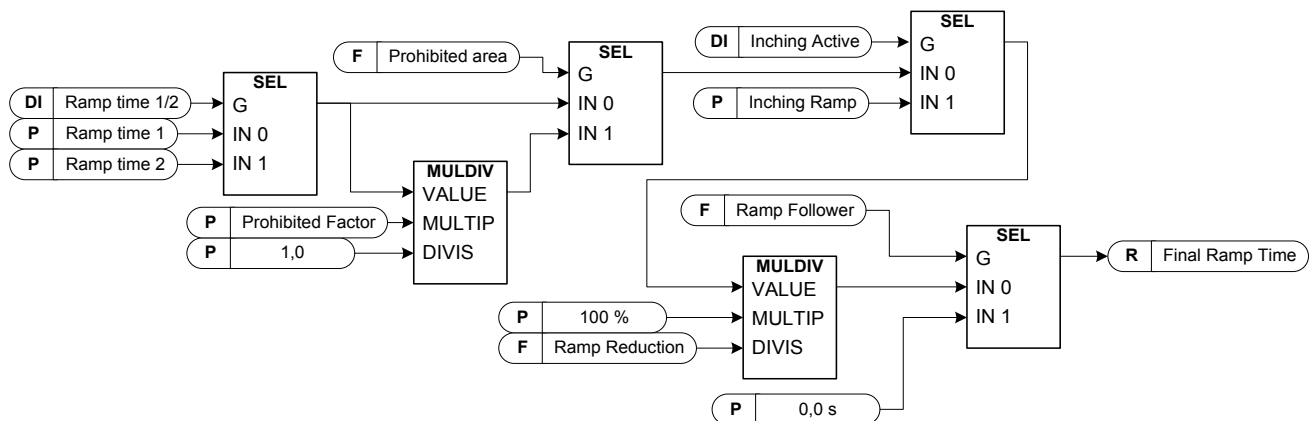 SEL
DI Ramp time 1/2
P Ramp time 1
P Ramp time 2
G
IN 0
IN 1
F Prohibited area
SEL
G
IN 0
IN 1
MULDIV
VALUE
MULTIP
DIVIS
P Prohibited Factor
P 1,0
DI Inching Active
P Inching Ramp
SEL
G
IN 0
IN 1
F Ramp Follower
MULDIV
VALUE
MULTIP
DIVIS
P 100 %
F Ramp Reduction
P 0,0 s
SEL
G
IN 0
IN 1
R Final Ramp Time